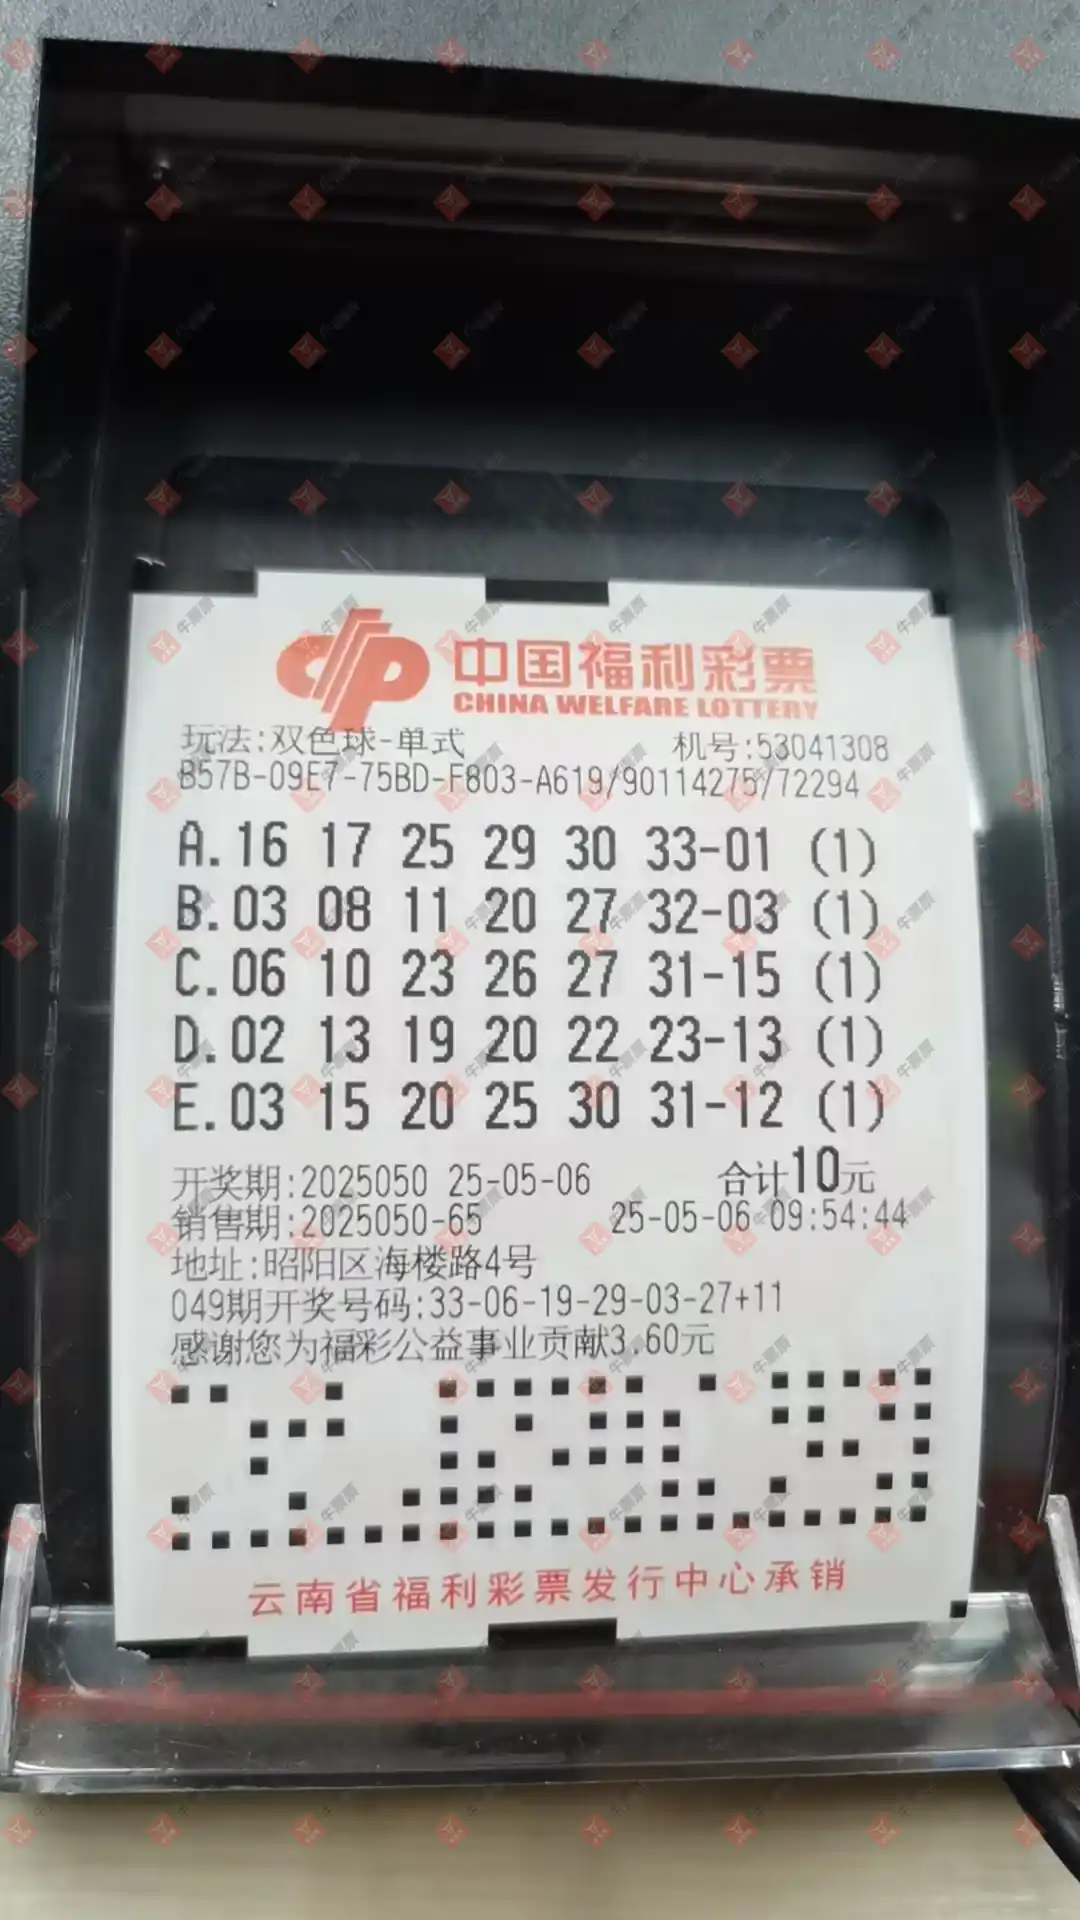 中国福利彩票
CHINA WELFARE LOTTERY
玩法:双色球-单式 机号:53041308
B57B-09E7-75BD-F803-A619/90114275/72294
A.16 17 25 29 30 33-01 (1)
B.03 08 11 20 27 32-03 (1)
C.06 10 23 26 27 31-15 (1)
D.02 13 19 20 22 23-13 (1)
E.03 15 20 25 30 31-12 (1)
开奖期:2025050 25-05-06 合计10元
销售期:2025050-65 25-05-06 09:54:44
地址:昭阳区海楼路4号
049期开奖号码:33-06-19-29-03-27+11
感谢您为福彩公益事业贡献3.60元
云南省福利彩票发行中心承销